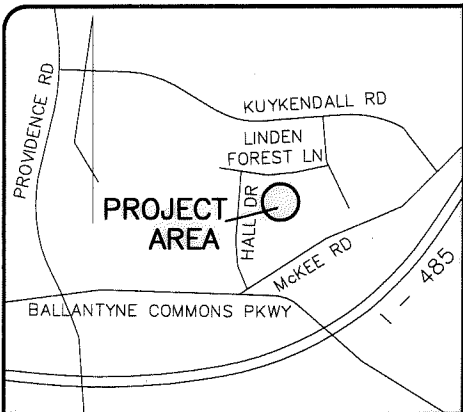 PROVIDENCE RD
KUYKENDALL RD
LINDEN
FOREST LN
PROJECT
AREA
HALL DR
McKEE RD
I - 485
BALLANTYNE COMMONS PKWY